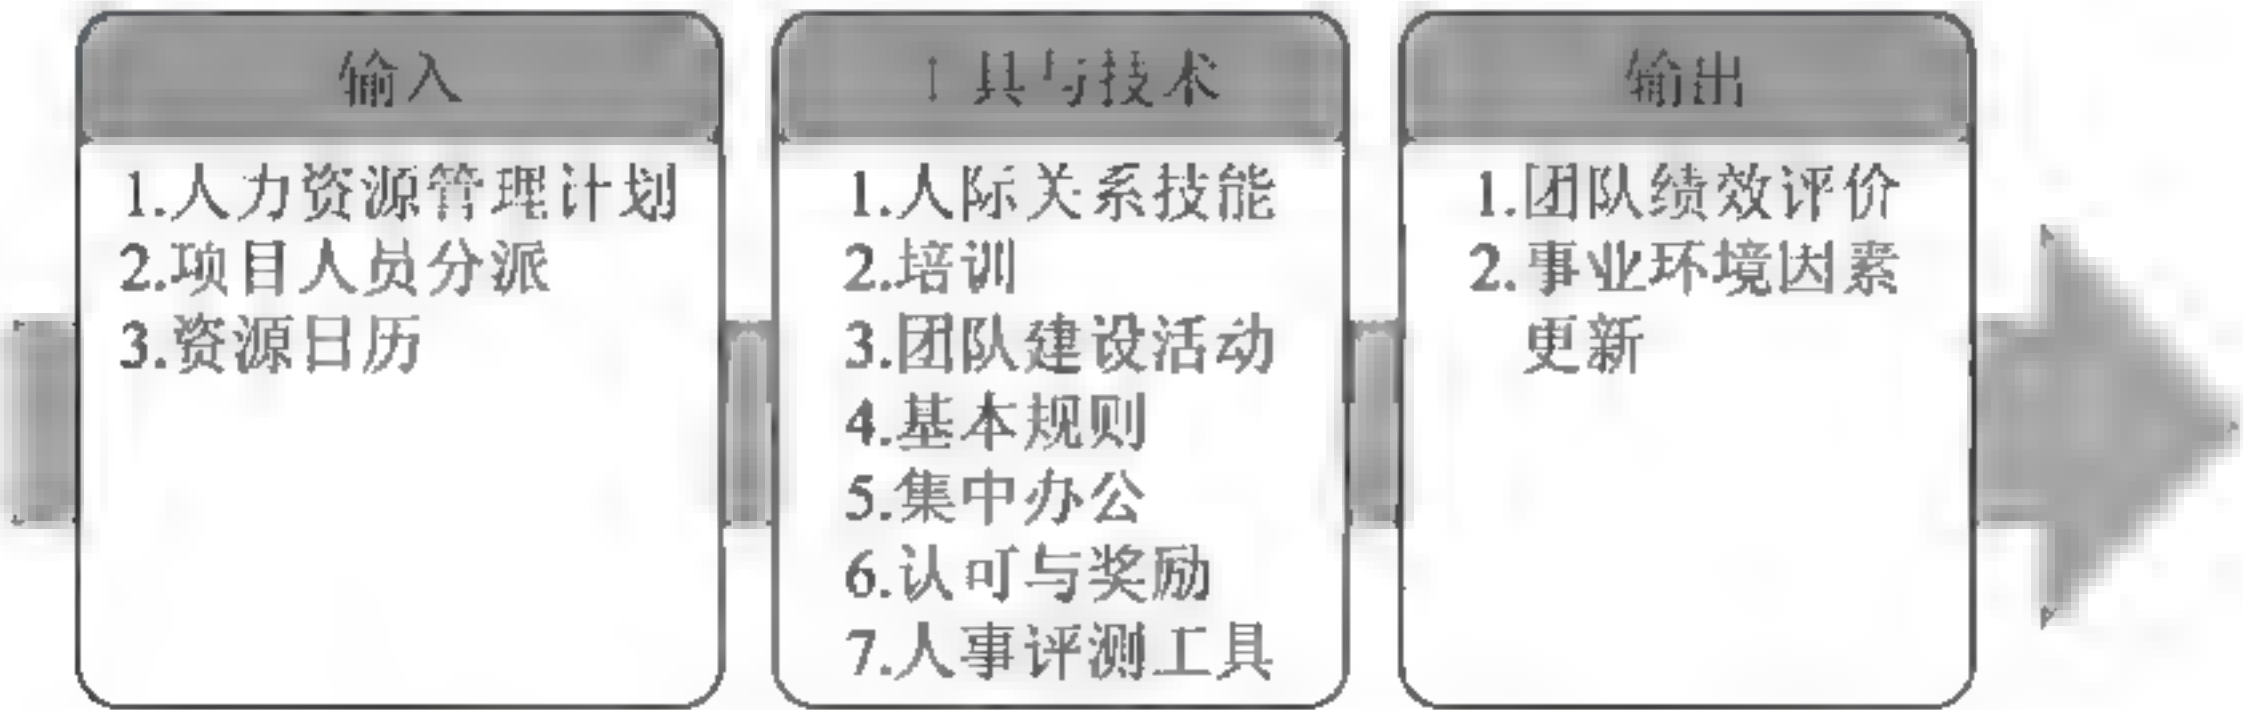 输入
1.人力资源管理计划
2.项目人员分派
3.资源日历
工具与技术
1.人际关系技能
2.培训
3.团队建设活动
4.基本规则
5.集中办公
6.认可与奖励
7.人事评测工具
输出
1.团队绩效评价
2.事业环境因素
更新